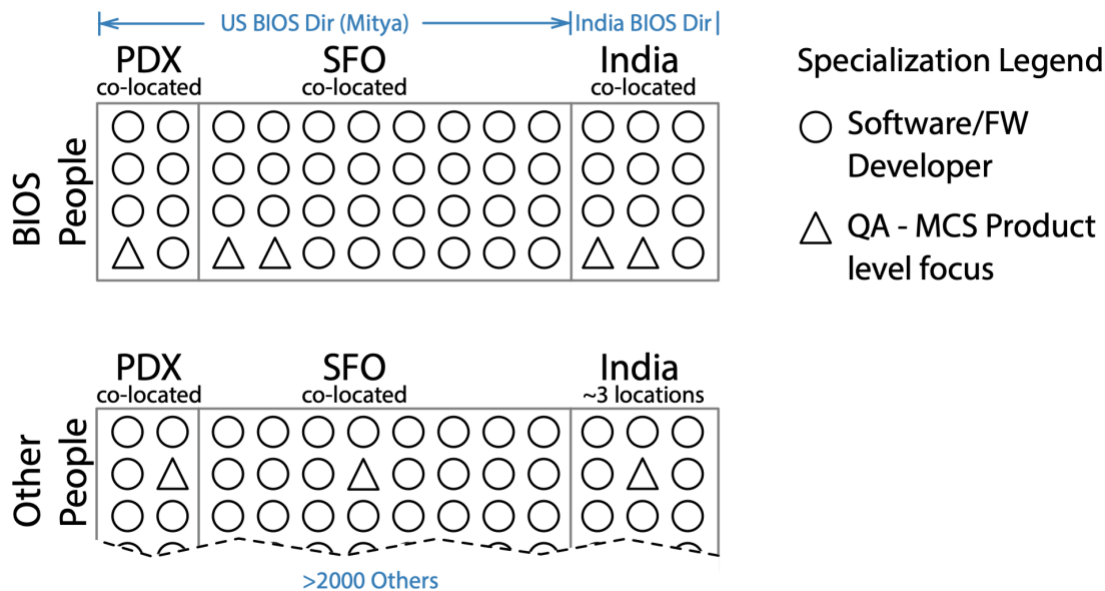 US BIOS Dir (Mitya)
India BIOS Dir
PDX
co-located
SFO
co-located
India
co-located
BIOS
People
Specialization Legend
Software/FW
Developer
QA - MCS Product
level focus
PDX
co-located
SFO
co-located
India
~3 locations
Other
People
>2000 Others